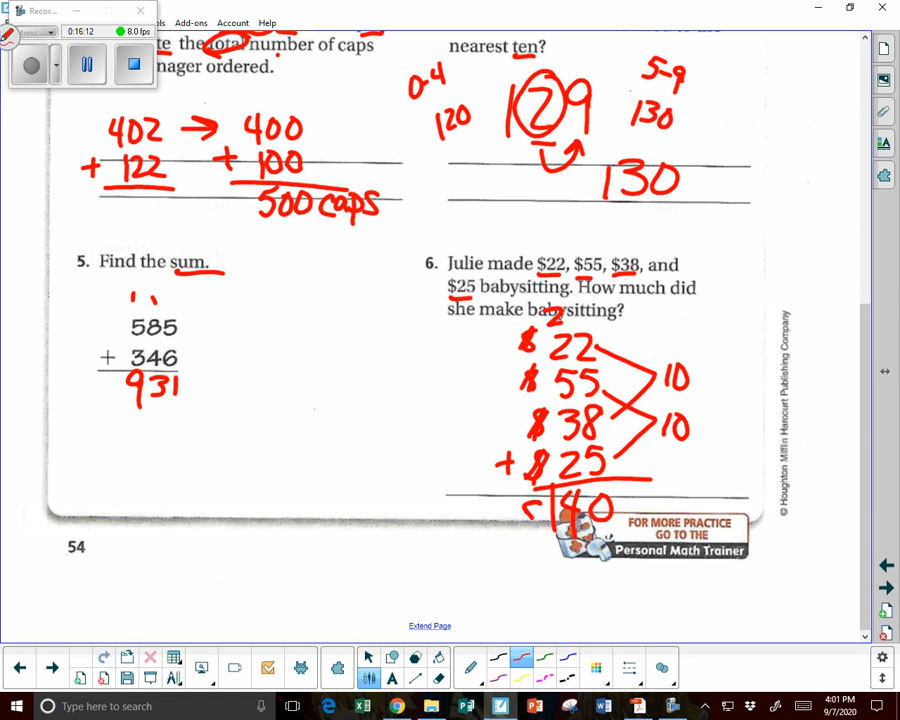 Recor...
Menu
0:16:12
8.0 fps
ols Add-ons Account Help
te the total number of caps
nager ordered.
402 → 400
+ 122 + 100
500 caps
nearest ten?
0-4 129 5-9
120 130
130
5. Find the sum.
1 1
585
+ 346
931
6. Julie made $22, $55, $38, and
$25 babysitting. How much did
she make babysitting?
2
$ 22
$ 55 10
$ 38
+ $ 25 10
140
© Houghton Mifflin Harcourt Publishing Company
FOR MORE PRACTICE
GO TO THE
Personal Math Trainer
54
Extend Page
Type here to search
4:01 PM
9/7/2020